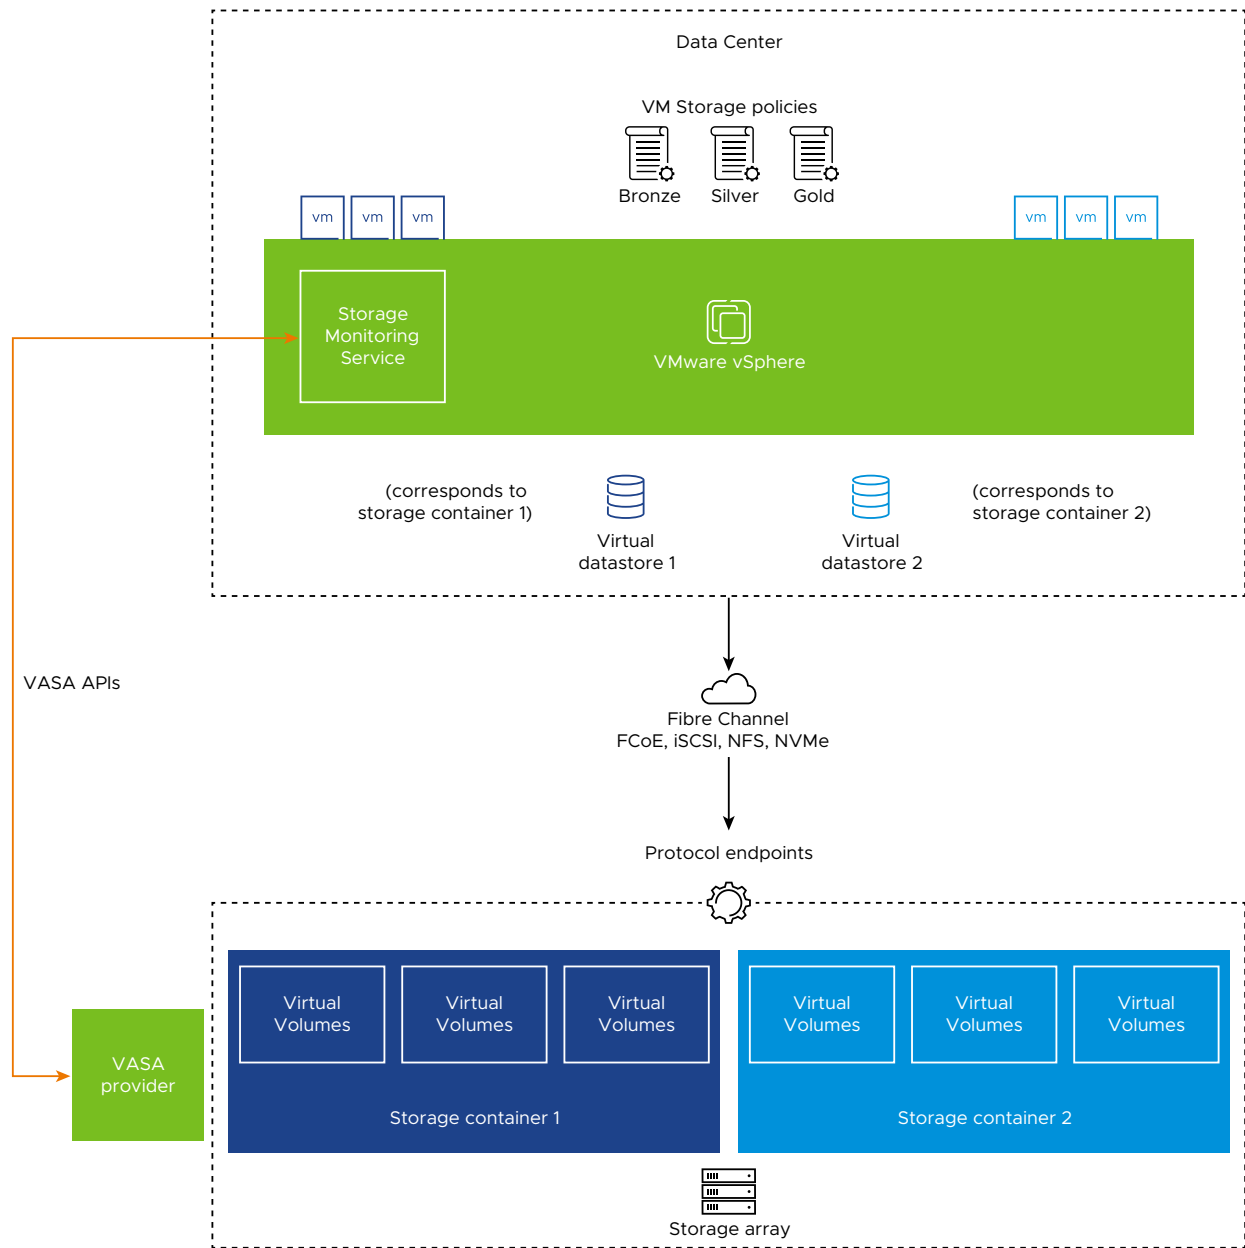 Data Center
VM Storage policies
Bronze
Silver
Gold
vm
vm
vm
vm
vm
vm
Storage
Monitoring
Service
VMware vSphere
(corresponds to
storage container 1)
Virtual
datastore 1
Virtual
datastore 2
(corresponds to
storage container 2)
VASA APIs
Fibre Channel
FCoE, iSCSI, NFS, NVMe
Protocol endpoints
Virtual
Volumes
Virtual
Volumes
Virtual
Volumes
Virtual
Volumes
Virtual
Volumes
Virtual
Volumes
VASA
provider
Storage container 1
Storage container 2
Storage array